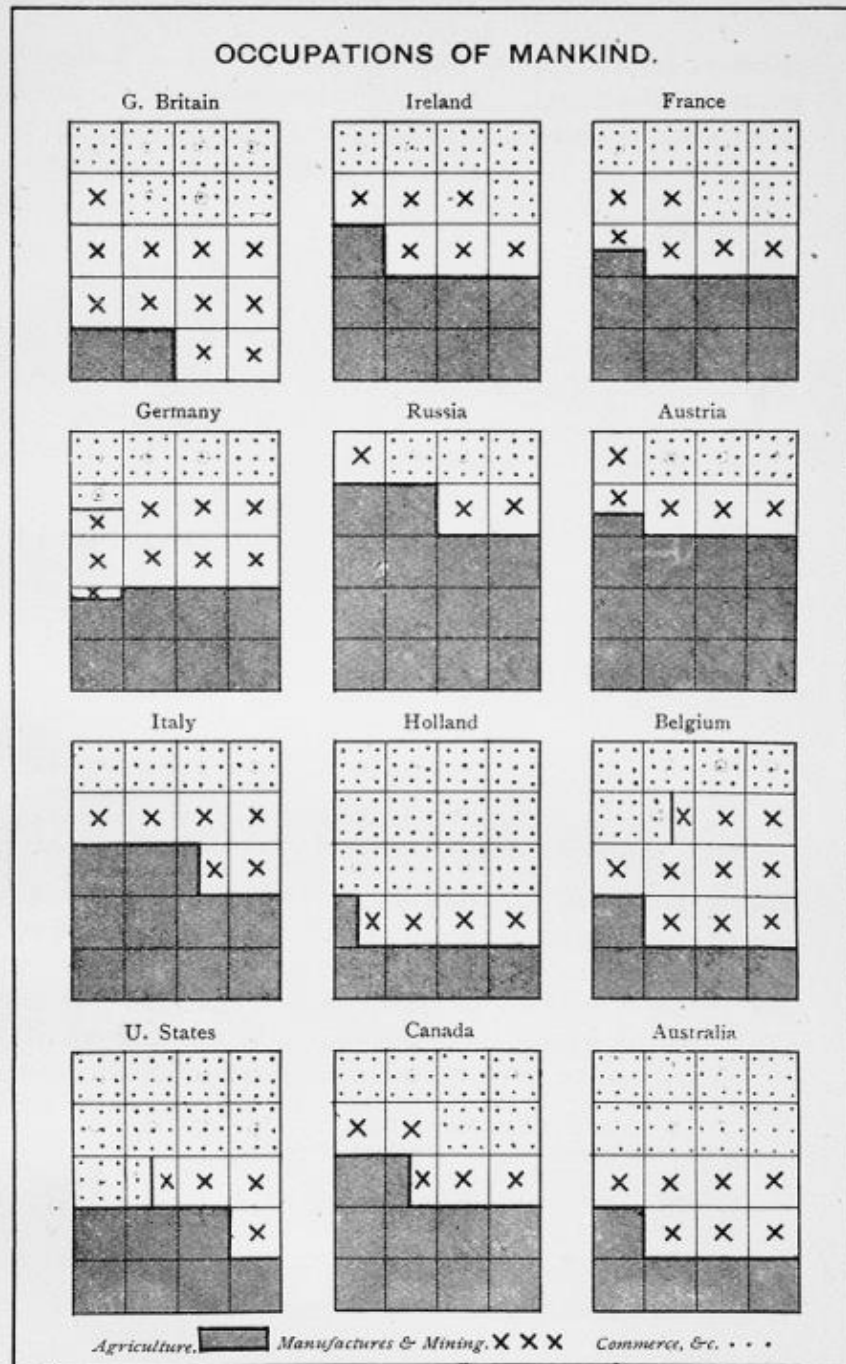 OCCUPATIONS OF MANKIND.
G. Britain Ireland France
Germany Russia Austria
Italy Holland Belgium
U. States Canada Australia
Agriculture. Manufactures & Mining. × × × Commerce, &c. · · ·